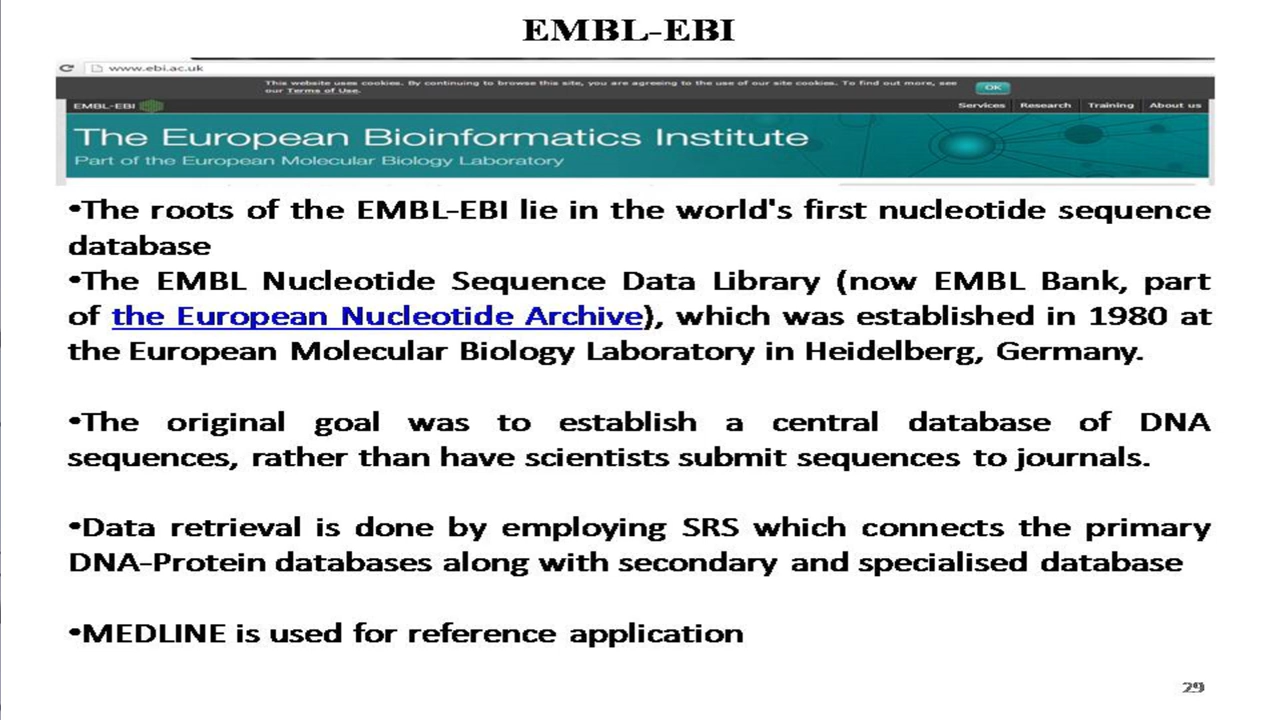 EMBL-EBI
www.ebi.ac.uk
This website uses cookies. By continuing to browse this site, you are agreeing to the use of our site cookies. To find out more, see
our Terms of Use.
OK
EMBL-EBI
Services Research Training About us
The European Bioinformatics Institute
Part of the European Molecular Biology Laboratory
•The roots of the EMBL-EBI lie in the world's first nucleotide sequence
database
•The EMBL Nucleotide Sequence Data Library (now EMBL Bank, part
of the European Nucleotide Archive), which was established in 1980 at
the European Molecular Biology Laboratory in Heidelberg, Germany.
•The original goal was to establish a central database of DNA
sequences, rather than have scientists submit sequences to journals.
•Data retrieval is done by employing SRS which connects the primary
DNA-Protein databases along with secondary and specialised database
•MEDLINE is used for reference application
29